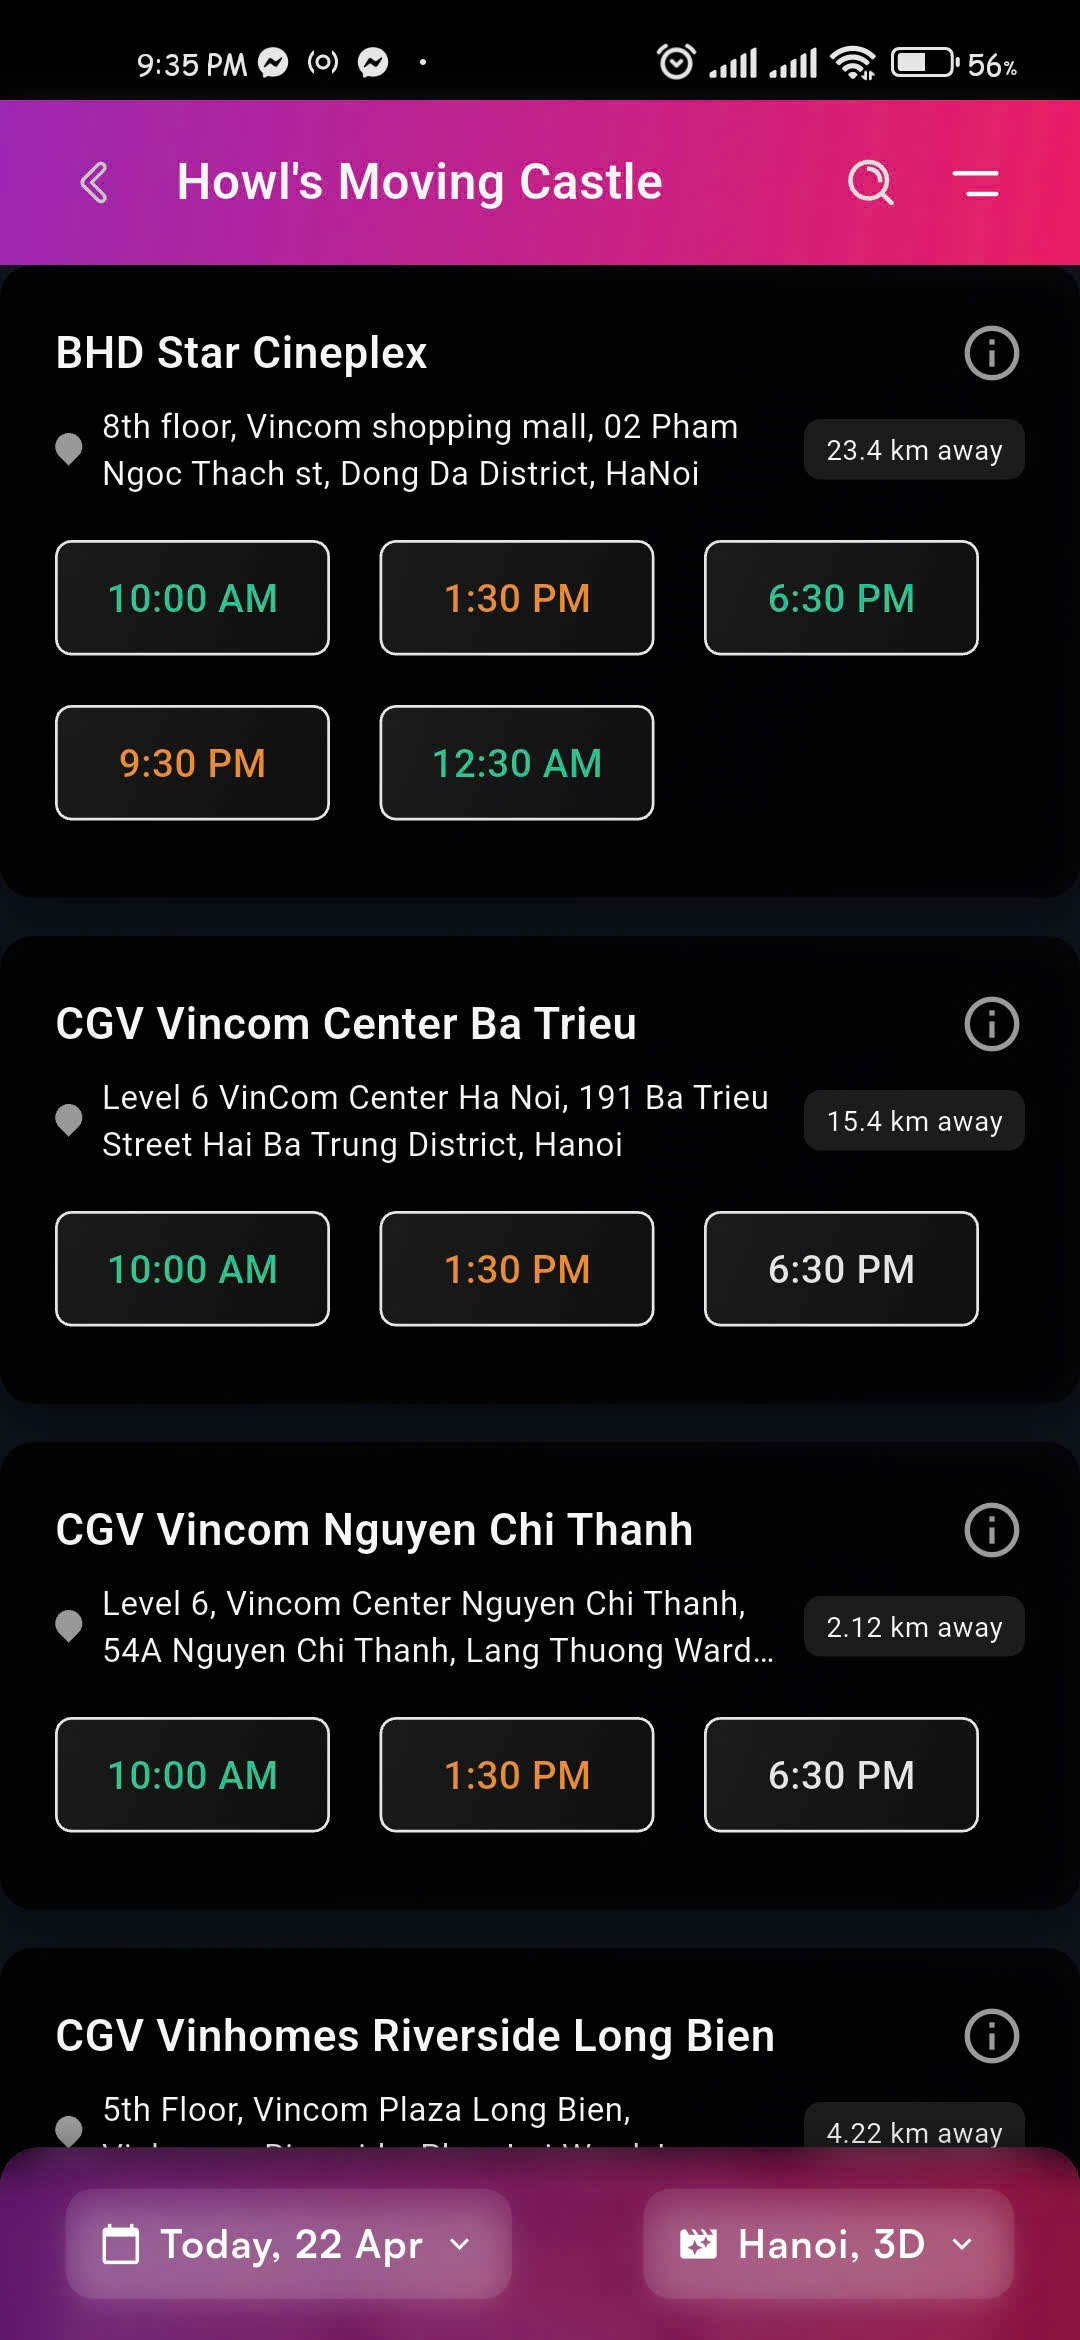 9:35 PM
56%
Howl's Moving Castle
BHD Star Cineplex
8th floor, Vincom shopping mall, 02 Pham
Ngoc Thach st, Dong Da District, HaNoi
23.4 km away
10:00 AM
1:30 PM
6:30 PM
9:30 PM
12:30 AM
CGV Vincom Center Ba Trieu
Level 6 VinCom Center Ha Noi, 191 Ba Trieu
Street Hai Ba Trung District, Hanoi
15.4 km away
10:00 AM
1:30 PM
6:30 PM
CGV Vincom Nguyen Chi Thanh
Level 6, Vincom Center Nguyen Chi Thanh,
54A Nguyen Chi Thanh, Lang Thuong Ward...
2.12 km away
10:00 AM
1:30 PM
6:30 PM
CGV Vinhomes Riverside Long Bien
5th Floor, Vincom Plaza Long Bien,
4.22 km away
Today, 22 Apr
Hanoi, 3D